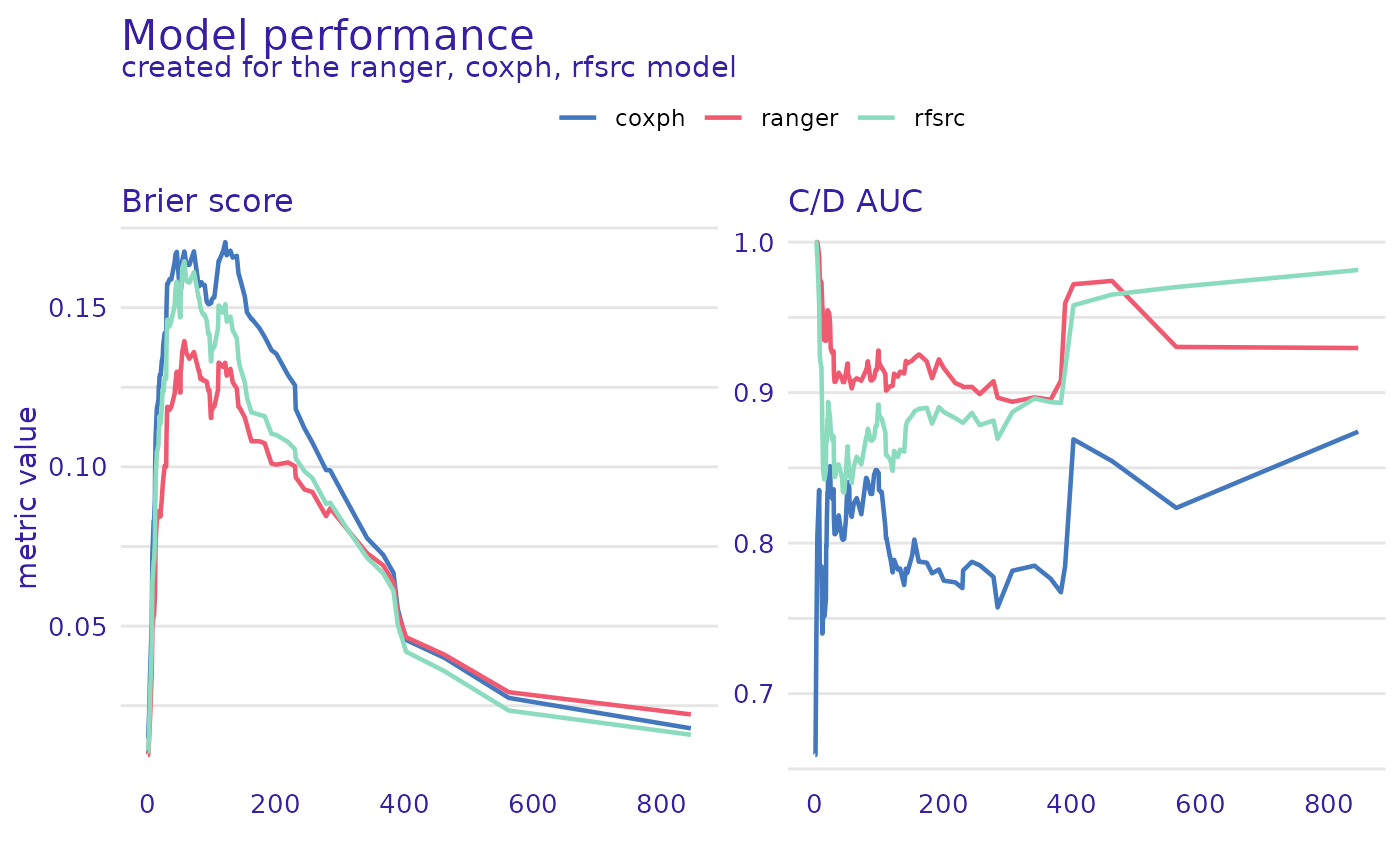 Model performance
created for the ranger, coxph, rfsrc model
coxph ranger rfsrc
Brier score
C/D AUC
metric value
0.15
0.10
0.05
0 200 400 600 800
1.0
0.9
0.8
0.7
0 200 400 600 800